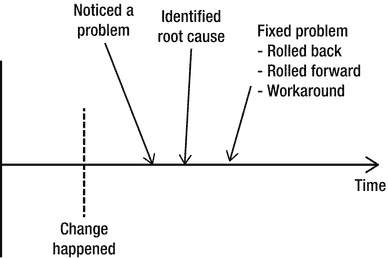 Noticed a
problem
Identified
root cause
Fixed problem
- Rolled back
- Rolled forward
- Workaround
Time
Change
happened